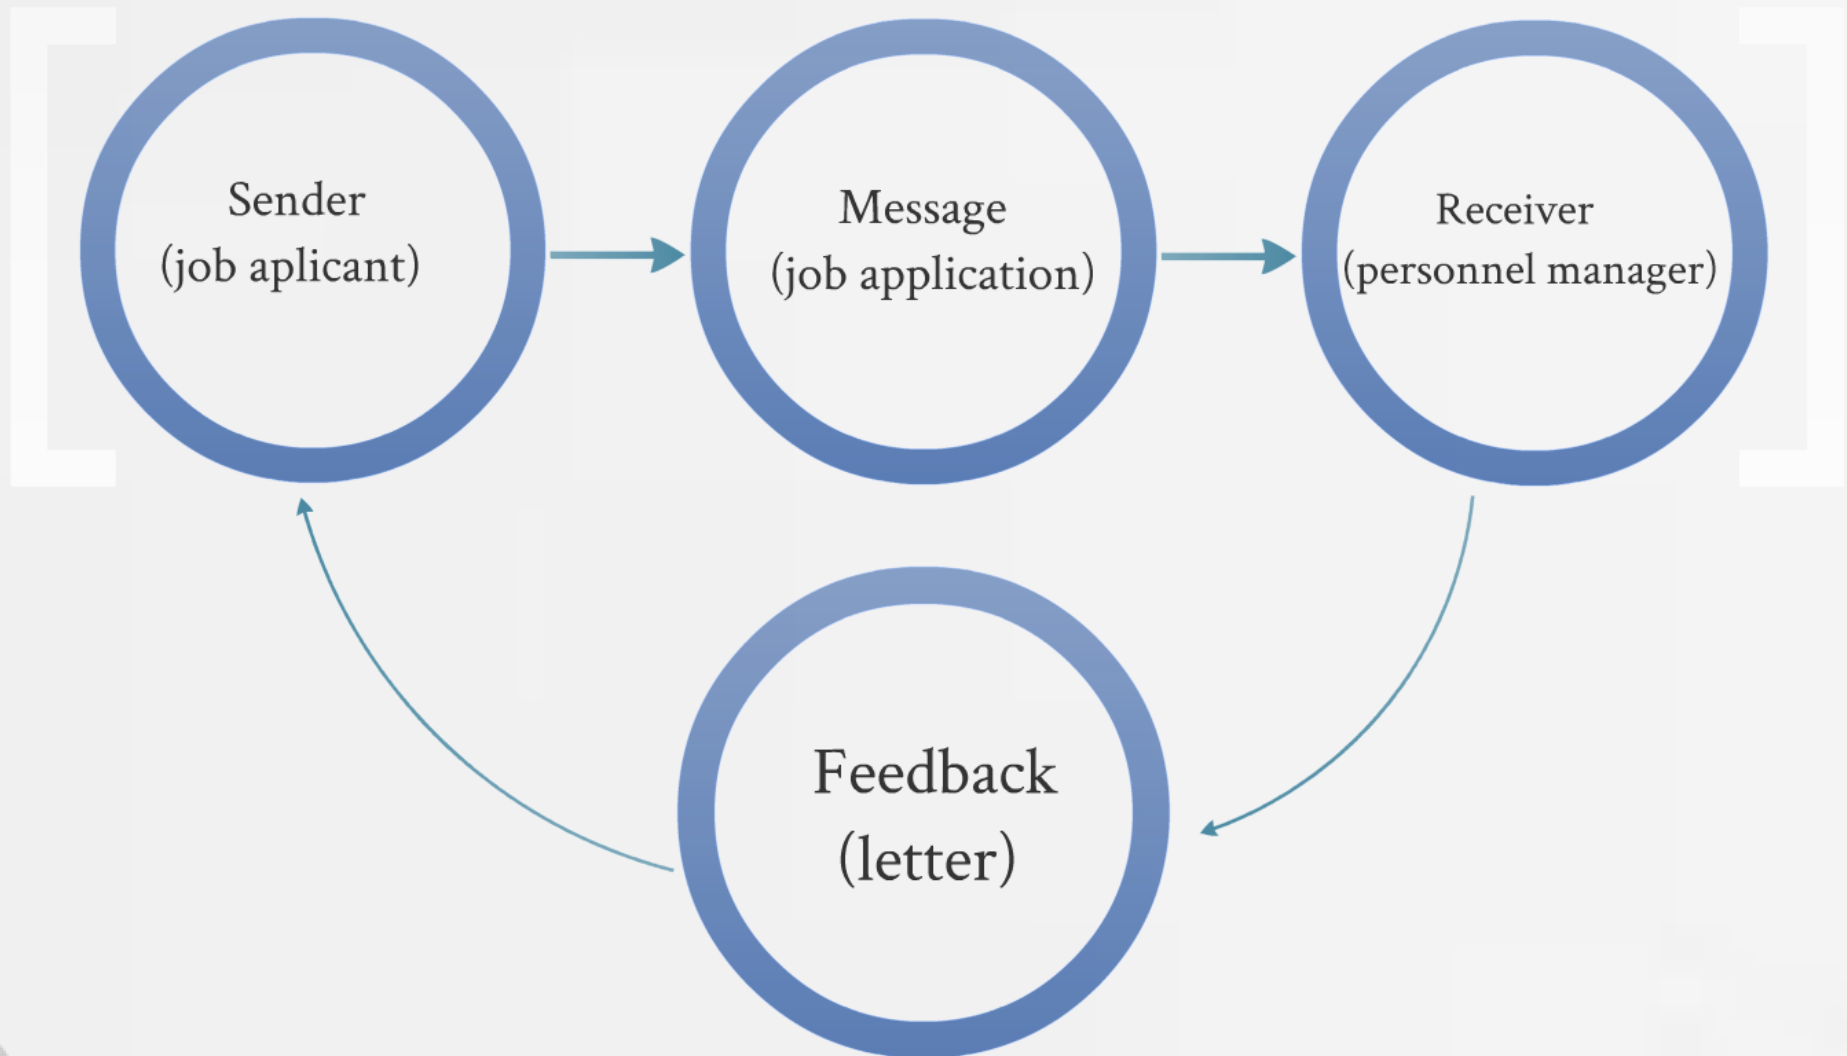 Sender
(job aplicant)
Message
(job application)
Receiver
(personnel manager)
Feedback
(letter)